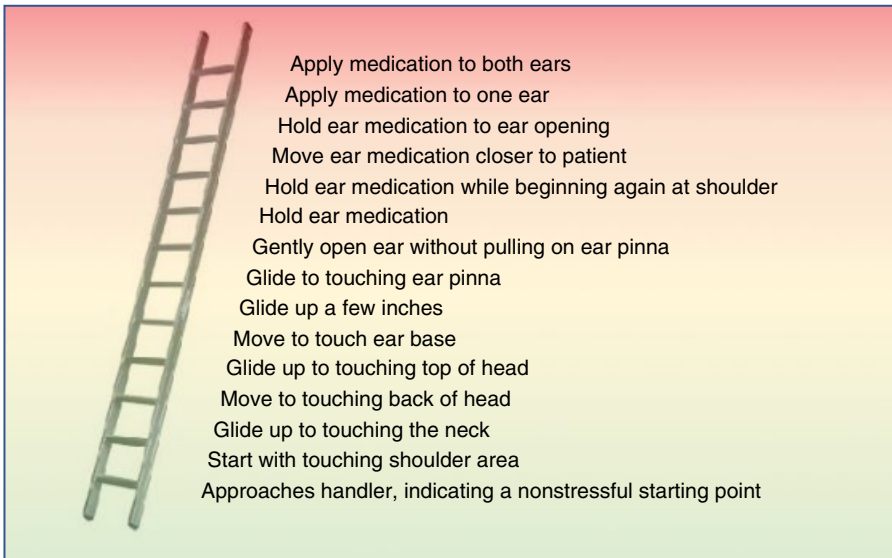 Apply medication to both ears
Apply medication to one ear
Hold ear medication to ear opening
Move ear medication closer to patient
Hold ear medication while beginning again at shoulder
Hold ear medication
Gently open ear without pulling on ear pinna
Glide to touching ear pinna
Glide up a few inches
Move to touch ear base
Glide up to touching top of head
Move to touching back of head
Glide up to touching the neck
Start with touching shoulder area
Approaches handler, indicating a nonstressful starting point